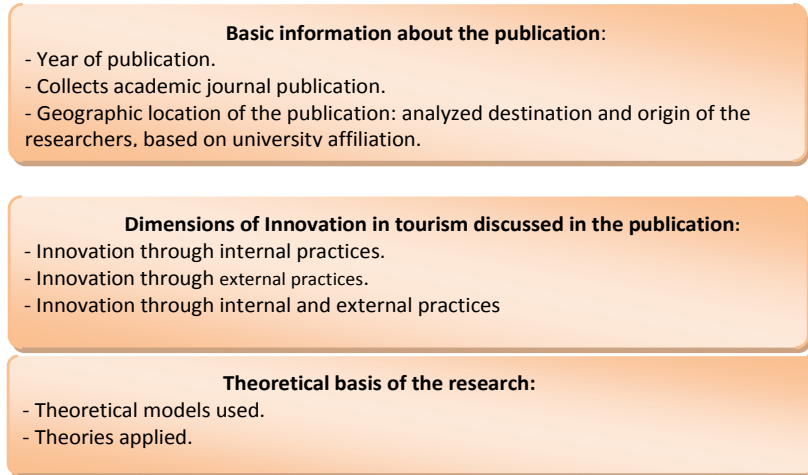 Basic information about the publication:
- Year of publication.
- Collects academic journal publication.
- Geographic location of the publication: analyzed destination and origin of the
researchers, based on university affiliation.
Dimensions of Innovation in tourism discussed in the publication:
- Innovation through internal practices.
- Innovation through external practices.
- Innovation through internal and external practices
Theoretical basis of the research:
- Theoretical models used.
- Theories applied.